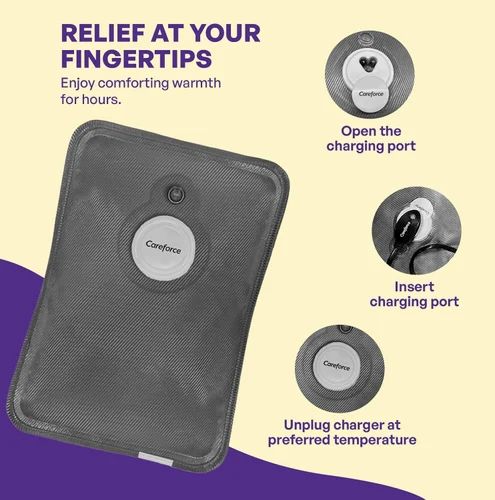 RELIEF AT YOUR
FINGERTIPS
Enjoy comforting warmth
for hours.
Careforce
Careforce
Open the
charging port
Careforce
Insert
charging port
Careforce
Unplug charger at
preferred temperature